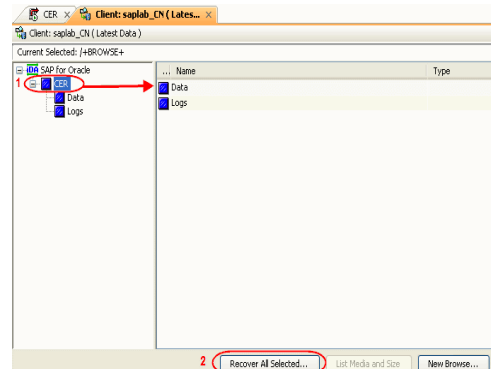 CER
Client: saplab_CN ( Lates...
Client: saplab_CN ( Latest Data )
Current Selected: /+BROWSE+
iDA SAP for Oracle
1 CER
Data
Logs
... Name Type
Data
Logs
2 Recover All Selected... List Media and Size New Browse...